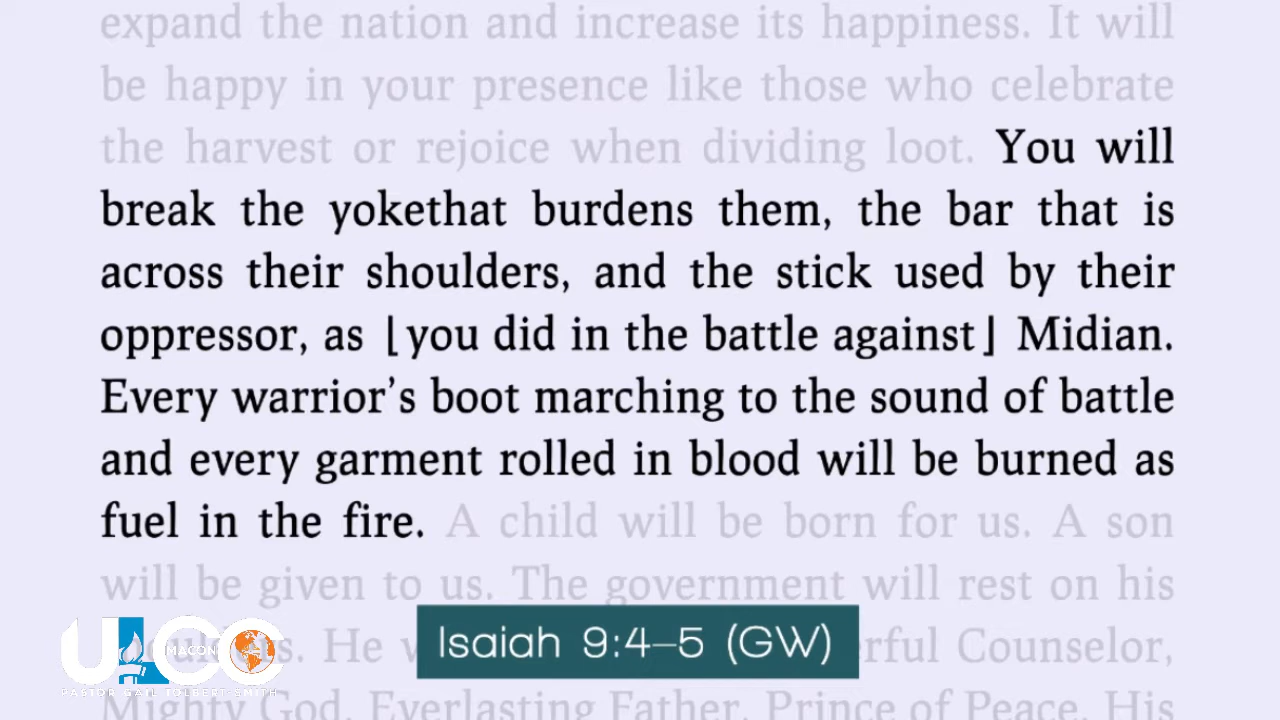 expand the nation and increase its happiness. It will
be happy in your presence like those who celebrate
the harvest or rejoice when dividing loot. You will
break the yokethat burdens them, the bar that is
across their shoulders, and the stick used by their
oppressor, as ⌊you did in the battle against⌋ Midian.
Every warrior’s boot marching to the sound of battle
and every garment rolled in blood will be burned as
fuel in the fire. A child will be born for us. A son
will be given to us. The government will rest on his
He Counselor,
Isaiah 9:4–5 (GW)
MACON
PASTOR GAYL TOLBERT-SMITH
Mighty God, Everlasting Father, Prince of Peace. His